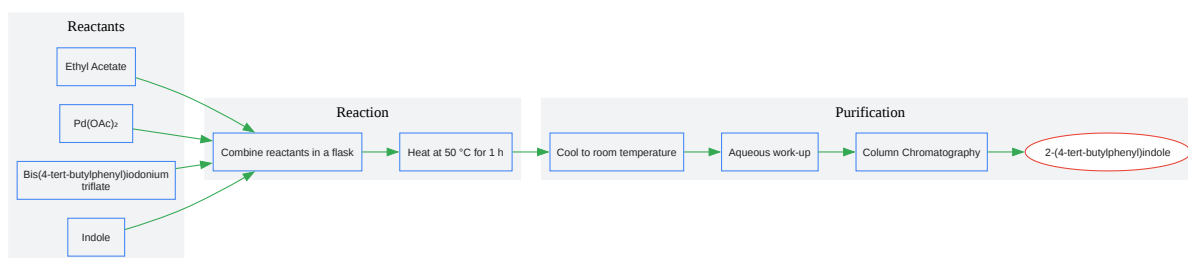 Reactants
Ethyl Acetate
Pd(OAc)₂
Bis(4-tert-butylphenyl)iodonium
triflate
Indole
Reaction
Combine reactants in a flask
Heat at 50 °C for 1 h
Purification
Cool to room temperature
Aqueous work-up
Column Chromatography
2-(4-tert-butylphenyl)indole